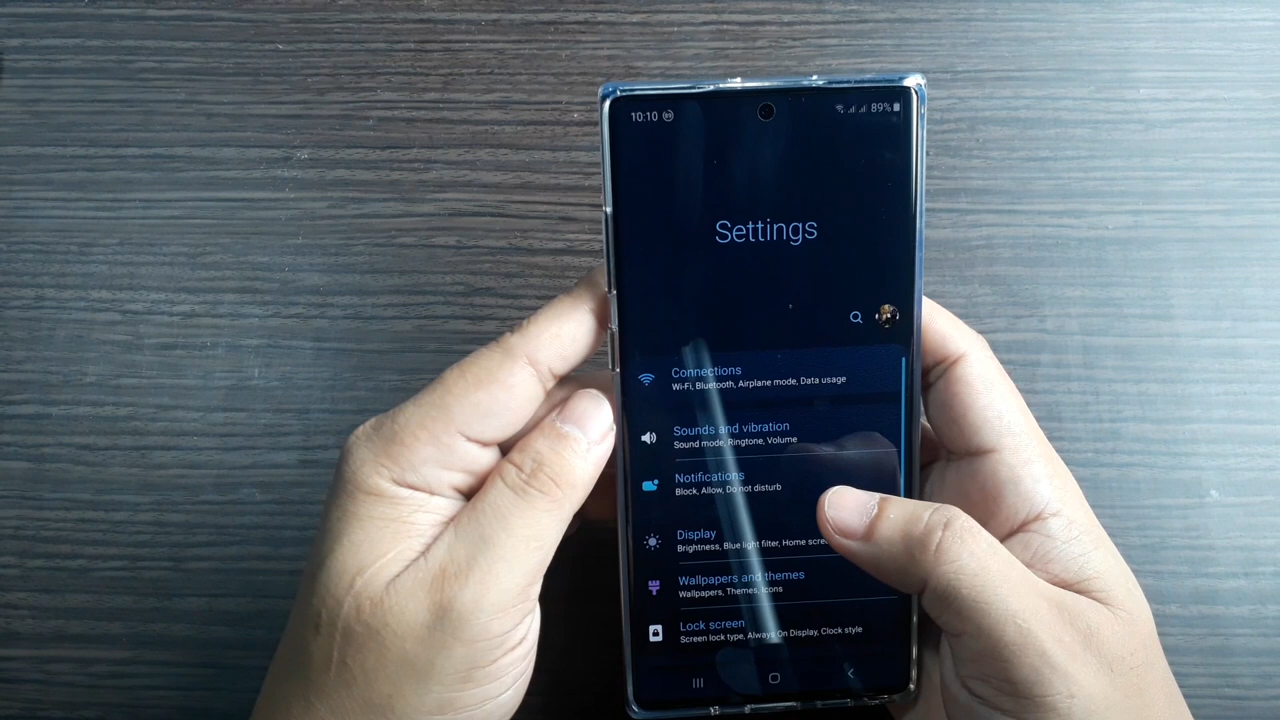 10:10
89%
Settings
Connections
Wi-Fi, Bluetooth, Airplane mode, Data usage
Sounds and vibration
Sound mode, Ringtone, Volume
Notifications
Block, Allow, Do not disturb
Display
Brightness, Blue light filter, Home
Wallpapers and themes
Wallpapers, Themes, Icons
Lock screen
Screen lock type, Always On Display, Clock style